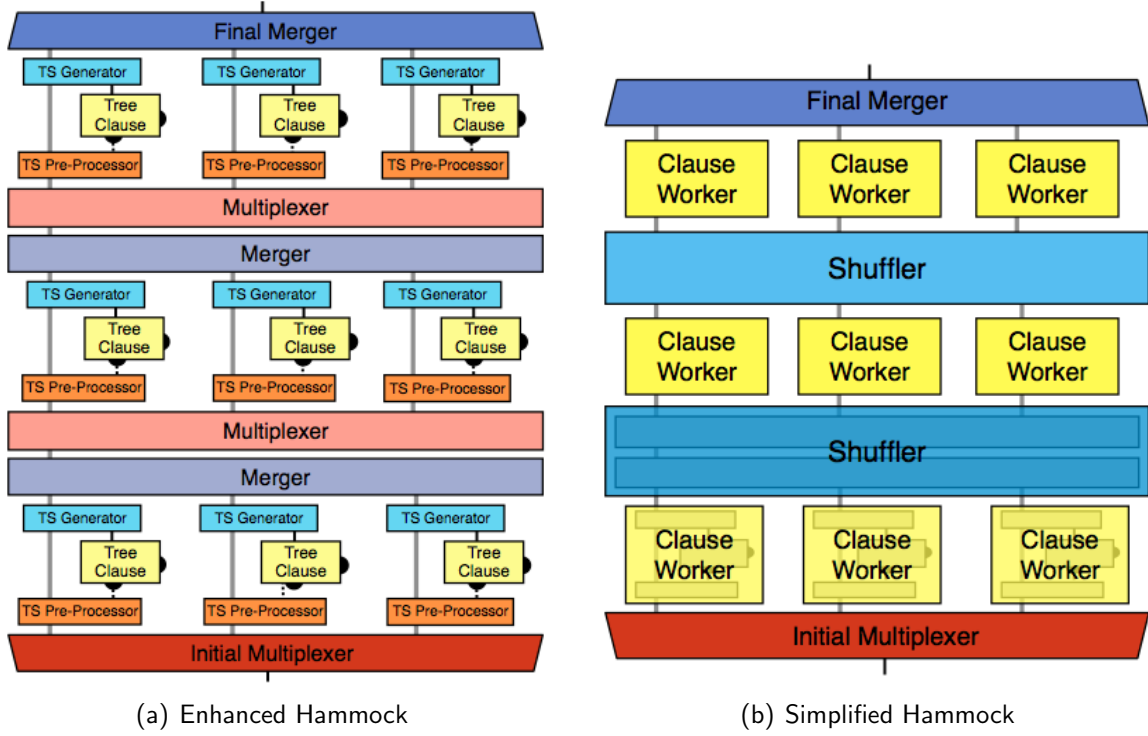 Final Merger
TS Generator TS Generator TS Generator
Tree Clause Tree Clause Tree Clause
TS Pre-Processor TS Pre-Processor TS Pre-Processor
Multiplexer
Merger
TS Generator TS Generator TS Generator
Tree Clause Tree Clause Tree Clause
TS Pre-Processor TS Pre-Processor TS Pre-Processor
Multiplexer
Merger
TS Generator TS Generator TS Generator
Tree Clause Tree Clause Tree Clause
TS Pre-Processor TS Pre-Processor TS Pre-Processor
Initial Multiplexer
(a) Enhanced Hammock
Final Merger
Clause Worker Clause Worker Clause Worker
Shuffler
Clause Worker Clause Worker Clause Worker
Shuffler
Clause Worker Clause Worker Clause Worker
Initial Multiplexer
(b) Simplified Hammock